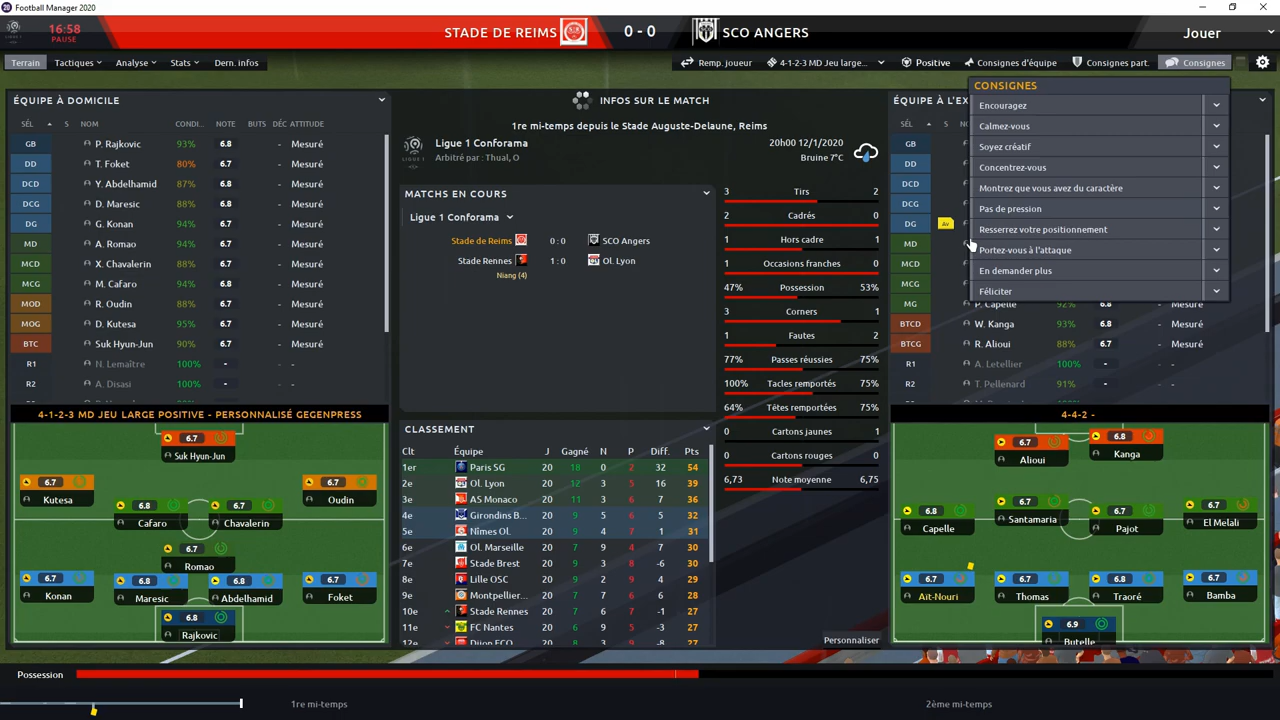 Football Manager 2020
16:58
PAUSE
STADE DE REIMS 0 - 0 SCO ANGERS
Jouer
Terrain Tactiques Analyse Stats Dern. infos
Remp. joueur 4-1-2-3 MD Jeu large... Positive Consignes d'équipe Consignes part. Consignes
ÉQUIPE À DOMICILE
SÉL S NOM CONDI... NOTE BUTS DÉC ATTITUDE
GB P. Rajkovic 93% 6.8 - Mesuré
DD T. Foket 80% 6.7 - Mesuré
DCD Y. Abdelhamid 87% 6.8 - Mesuré
DCG D. Maresic 88% 6.8 - Mesuré
DG G. Konan 94% 6.7 - Mesuré
MD A. Romao 94% 6.7 - Mesuré
MCD X. Chavalerin 88% 6.7 - Mesuré
MCG M. Cafaro 94% 6.8 - Mesuré
MOD R. Oudin 88% 6.7 - Mesuré
MOG D. Kutesa 95% 6.7 - Mesuré
BTC Suk Hyun-Jun 90% 6.7 - Mesuré
R1 N. Lemaître 100% - - -
R2 A. Disasi 100% - - -
4-1-2-3 MD JEU LARGE POSITIVE - PERSONNALISÉ GEGENPRESS
6.7
Suk Hyun-Jun
6.7 6.7
Kutesa Oudin
6.8 6.7
Cafaro Chavalerin
6.7
Romao
6.7 6.8 6.8 6.7
Konan Maresic Abdelhamid Foket
6.8
Rajkovic
INFOS SUR LE MATCH
1re mi-temps depuis le Stade Auguste-Delaune, Reims
Ligue 1 Conforama 20h00 12/1/2020
Arbitré par : Thual, O Bruine 7°C
MATCHS EN COURS
Ligue 1 Conforama
Stade de Reims 0 : 0 SCO Angers
Stade Rennes 1 : 0 Ol. Lyon
Niang (4)
3 Tirs 2
2 Cadrés 0
1 Hors cadre 1
1 Occasions franches 1
47% Possession 53%
3 Corners 1
1 Fautes 2
77% Passes réussies 75%
100% Tacles remportés 75%
64% Têtes remportées 75%
0 Cartons jaunes 1
0 Cartons rouges 0
6,73 Note moyenne 6,75
Personnaliser
CLASSEMENT
Clt Équipe J Gagné N P Diff. Pts
1er Paris SG 20 18 0 2 32 54
2e Ol. Lyon 20 12 3 5 16 39
3e AS Monaco 20 11 3 6 7 36
4e Girondins B... 20 9 5 6 5 32
5e Nîmes Ol. 20 9 4 7 1 31
6e Ol. Marseille 20 7 9 4 7 30
7e Stade Brest 20 9 3 8 -6 30
8e Lille OSC 20 9 2 9 4 29
9e Montpellier... 20 7 7 6 6 28
10e Stade Rennes 20 7 6 7 -1 27
11e FC Nantes 20 6 9 5 -3 27
12e Dijon FCO 20 8 3 9 -8 27
ÉQUIPE À L'EX
SÉL S
GB
DD
DCD
DCG
DG Av
MD
MCD
MCG
MG P. Capelle 92% 6.8 - Mesuré
BTCD W. Kanga 93% 6.8 - Mesuré
BTCG R. Alioui 88% 6.7 - Mesuré
R1 A. Letellier 100% - - -
R2 T. Pellenard 91% - - -
CONSIGNES
Encouragez
Calmez-vous
Soyez créatif
Concentrez-vous
Montrez que vous avez du caractère
Pas de pression
Resserrez votre positionnement
Portez-vous à l'attaque
En demander plus
Féliciter
4-4-2 -
6.7 6.8
Alioui Kanga
6.8 6.7 6.8 6.7
Capelle Santamaria Pajot El Melali
6.7 6.7 6.8 6.7
Aït-Nouri Thomas Traoré Bamba
6.9
Butelle
Possession
1re mi-temps 2ème mi-temps